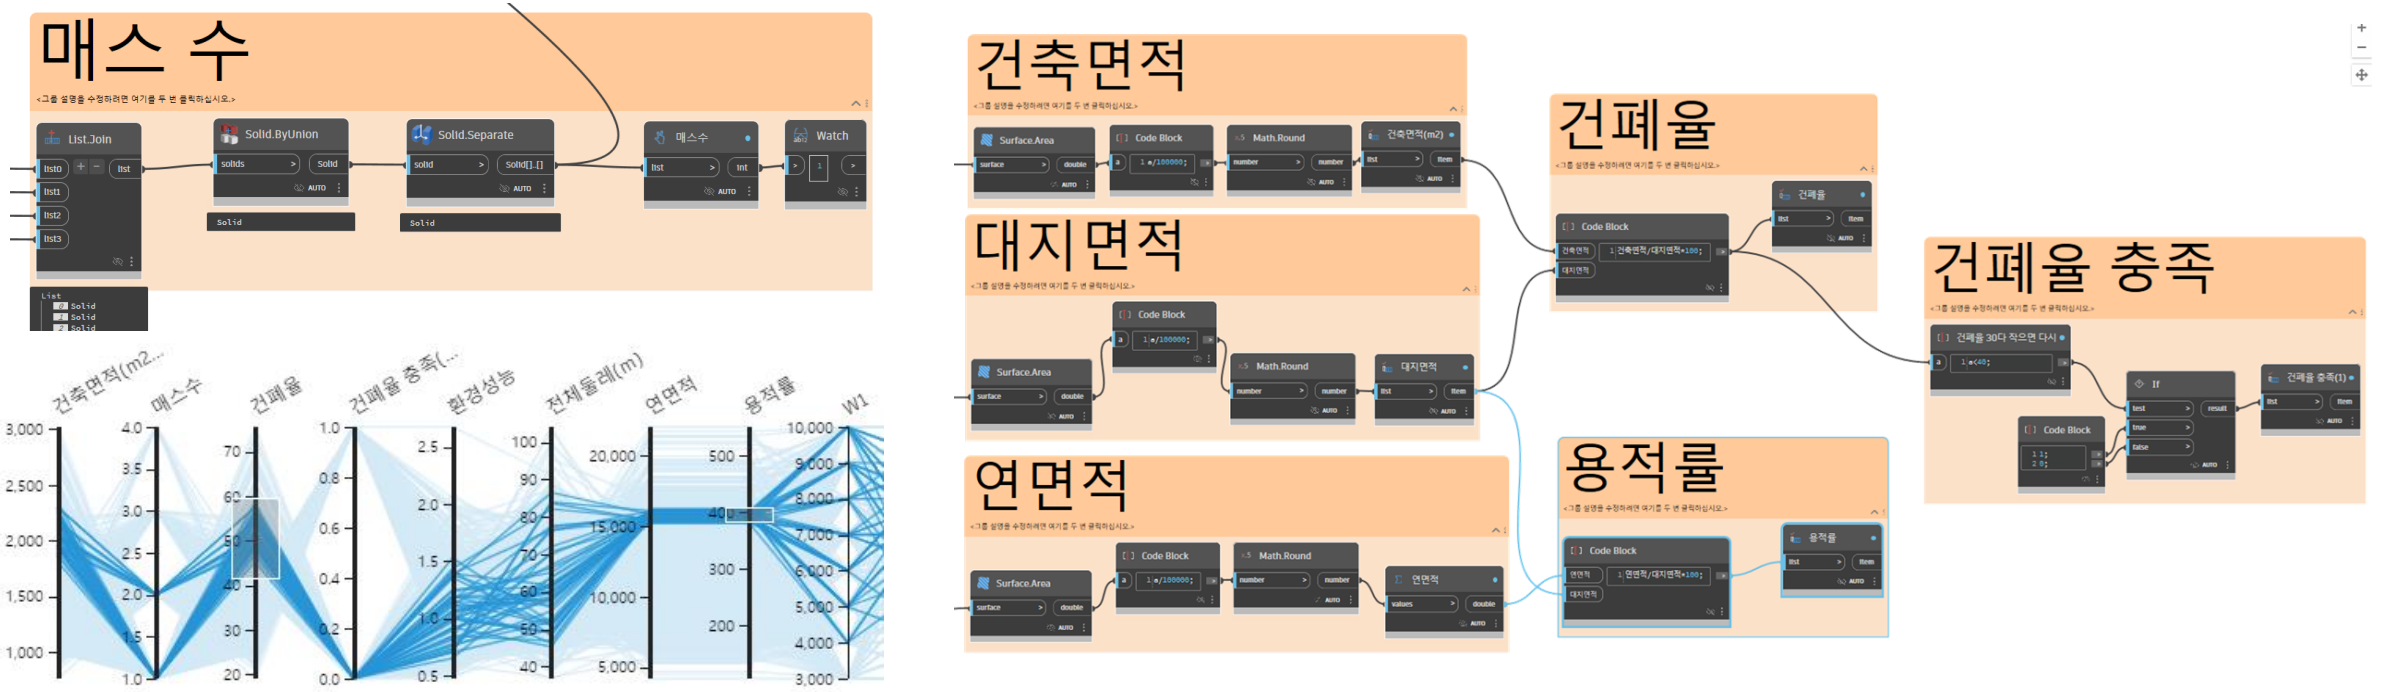 매스 수
<그룹 설명을 수정하려면 여기를 두 번 클릭하십시오.>
List.Join
list0 + − list
list1
list2
list3
List
0 Solid
1 Solid
2 Solid
Solid.ByUnion
solids > Solid
AUTO
Solid
Solid.Separate
solid > Solid[]..[]
AUTO
Solid
매스수
list > int
AUTO
Watch
> 1 >
건축면적(m2...
매스수
건폐율
건폐율 충족(...
환경성능
전체둘레(m)
연면적
용적률
W1
3,000
2,500
2,000
1,500
1,000
4.0
3.5
3.0
2.5
2.0
1.5
1.0
70
60
50
40
30
20
1.0
0.8
0.6
0.4
0.2
0.0
2.5
2.0
1.5
1.0
0.5
100
90
80
70
60
50
40
20,000
15,000
10,000
5,000
500
400
300
200
10,000
9,000
8,000
7,000
6,000
5,000
4,000
3,000
건축면적
<그룹 설명을 수정하려면 여기를 두 번 클릭하십시오.>
Surface.Area
surface > double
AUTO
Code Block
a 1 a/100000; >
Math.Round
number > number
AUTO
건축면적(m2)
list > item
AUTO
대지면적
<그룹 설명을 수정하려면 여기를 두 번 클릭하십시오.>
Surface.Area
surface > double
AUTO
Code Block
a 1 a/100000; >
Math.Round
number > number
AUTO
대지면적
list > item
AUTO
연면적
<그룹 설명을 수정하려면 여기를 두 번 클릭하십시오.>
Surface.Area
surface > double
AUTO
Code Block
a 1 a/100000; >
Math.Round
number > number
AUTO
연면적
values > double
AUTO
건폐율
<그룹 설명을 수정하려면 여기를 두 번 클릭하십시오.>
Code Block
건축면적 1 건축면적/대지면적*100; >
대지면적
건폐율
list > item
AUTO
용적률
<그룹 설명을 수정하려면 여기를 두 번 클릭하십시오.>
Code Block
연면적 1 연면적/대지면적*100; >
대지면적
용적률
list > item
AUTO
건폐율 충족
<그룹 설명을 수정하려면 여기를 두 번 클릭하십시오.>
건폐율 30다 작으면 다시
a 1 a<40; >
Code Block
1 1; >
2 0; >
If
test > result
true >
false >
AUTO
건폐율 충족(1)
list > item
AUTO
+
−